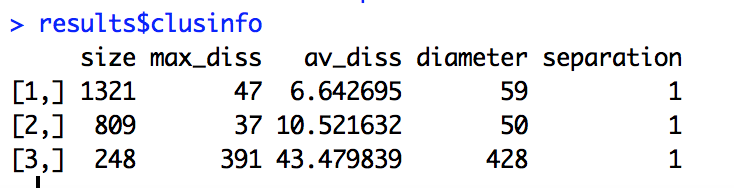 > results$clusinfo
     size max_diss   av_diss diameter separation
[1,] 1321       47  6.642695       59          1
[2,]  809       37 10.521632       50          1
[3,]  248      391 43.479839      428          1